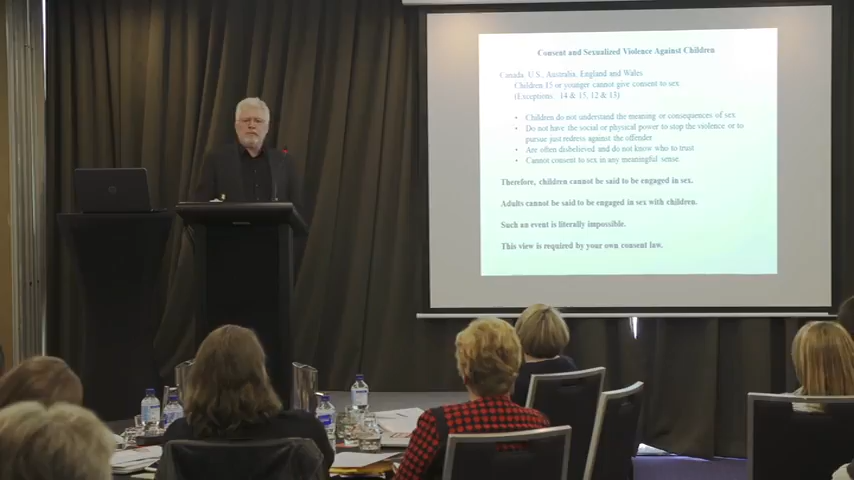 Consent and Sexualized Violence Against Children
Canada, U.S., Australia, England and Wales
Children 15 or younger cannot give consent to sex
(Exceptions: 14 & 15, 12 & 13)
• Children do not understand the meaning or consequences of sex
• Do not have the social or physical power to stop the violence or to
pursue just redress against the offender
• Are often disbelieved and do not know who to trust
• Cannot consent to sex in any meaningful sense
Therefore, children cannot be said to be engaged in sex.
Adults cannot be said to be engaged in sex with children.
Such an event is literally impossible.
This view is required by your own consent law.